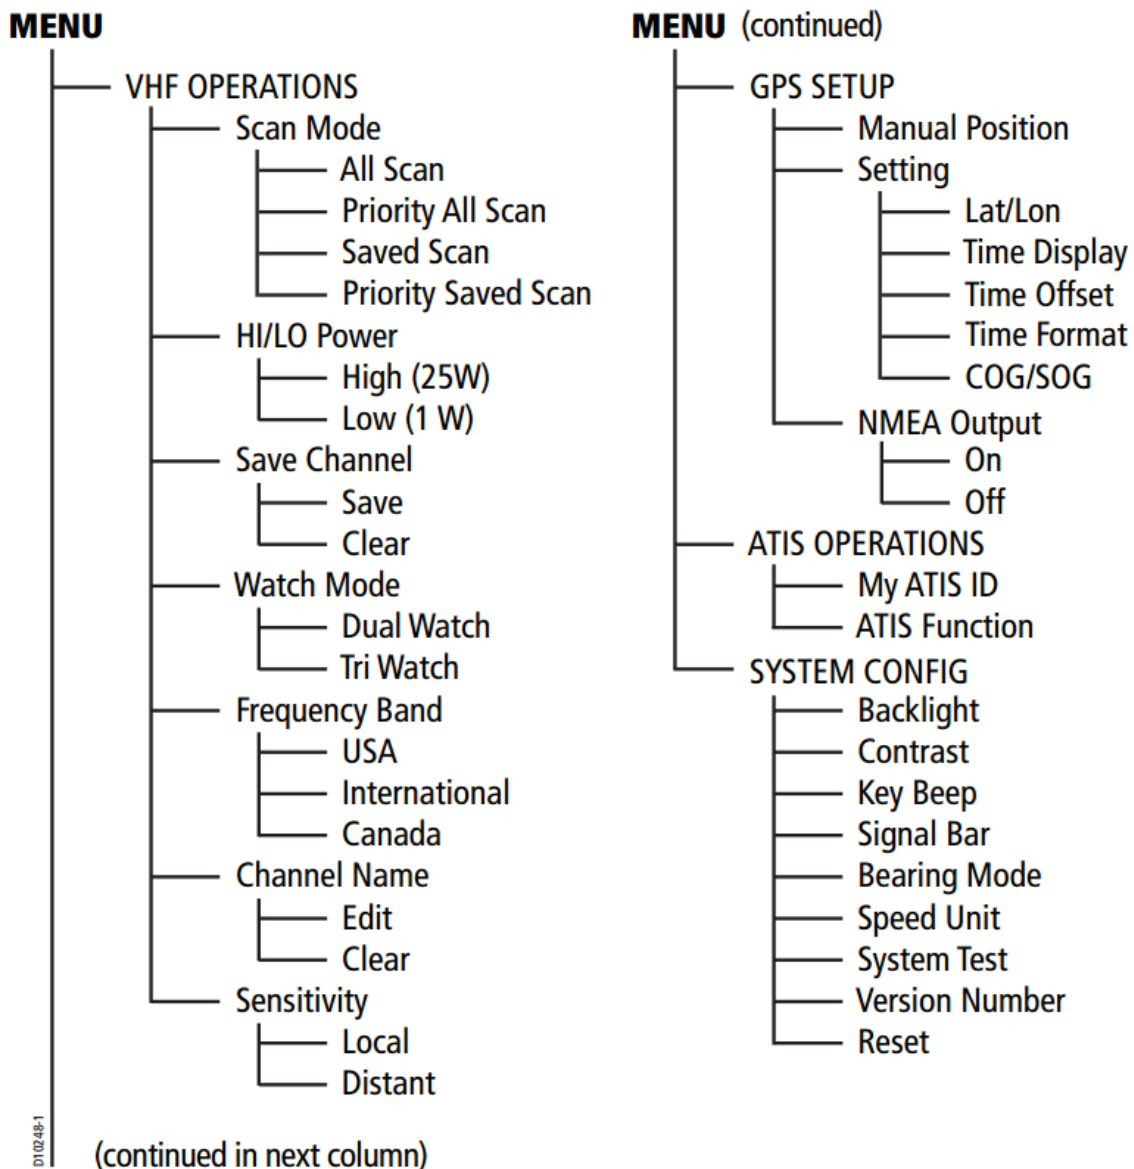 MENU
VHF OPERATIONS
Scan Mode
All Scan
Priority All Scan
Saved Scan
Priority Saved Scan
HI/LO Power
High (25W)
Low (1 W)
Save Channel
Save
Clear
Watch Mode
Dual Watch
Tri Watch
Frequency Band
USA
International
Canada
Channel Name
Edit
Clear
Sensitivity
Local
Distant
D10248-1
(continued in next column)
MENU (continued)
GPS SETUP
Manual Position
Setting
Lat/Lon
Time Display
Time Offset
Time Format
COG/SOG
NMEA Output
On
Off
ATIS OPERATIONS
My ATIS ID
ATIS Function
SYSTEM CONFIG
Backlight
Contrast
Key Beep
Signal Bar
Bearing Mode
Speed Unit
System Test
Version Number
Reset